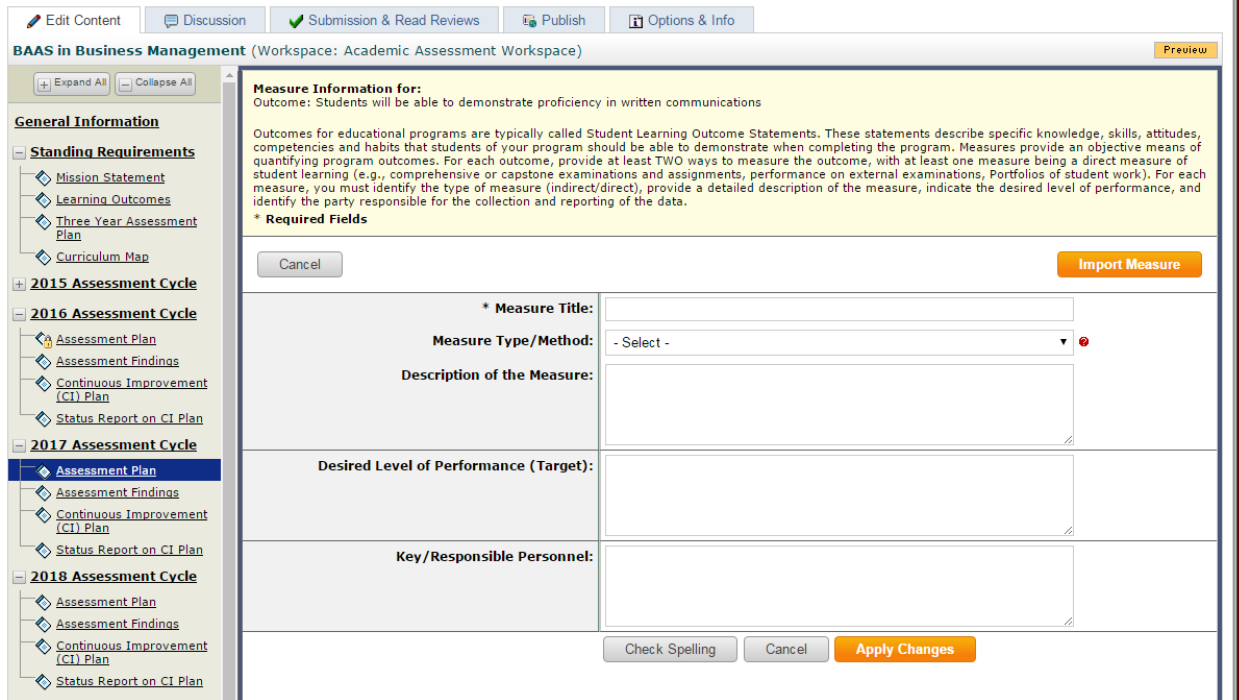 Edit Content
Discussion
Submission & Read Reviews
Publish
Options & Info
BAAS in Business Management (Workspace: Academic Assessment Workspace)
Preview
Expand All
Collapse All
General Information
Standing Requirements
Mission Statement
Learning Outcomes
Three Year Assessment
Plan
Curriculum Map
2015 Assessment Cycle
2016 Assessment Cycle
Assessment Plan
Assessment Findings
Continuous Improvement
(CI) Plan
Status Report on CI Plan
2017 Assessment Cycle
Assessment Plan
Assessment Findings
Continuous Improvement
(CI) Plan
Status Report on CI Plan
2018 Assessment Cycle
Assessment Plan
Assessment Findings
Continuous Improvement
(CI) Plan
Status Report on CI Plan
Measure Information for:
Outcome: Students will be able to demonstrate proficiency in written communications
Outcomes for educational programs are typically called Student Learning Outcome Statements. These statements describe specific knowledge, skills, attitudes,
competencies and habits that students of your program should be able to demonstrate when completing the program. Measures provide an objective means of
quantifying program outcomes. For each outcome, provide at least TWO ways to measure the outcome, with at least one measure being a direct measure of
student learning (e.g., comprehensive or capstone examinations and assignments, performance on external examinations, Portfolios of student work). For each
measure, you must identify the type of measure (indirect/direct), provide a detailed description of the measure, indicate the desired level of performance, and
identify the party responsible for the collection and reporting of the data.
* Required Fields
Cancel
Import Measure
* Measure Title:
Measure Type/Method:
- Select -
Description of the Measure:
Desired Level of Performance (Target):
Key/Responsible Personnel:
Check Spelling
Cancel
Apply Changes